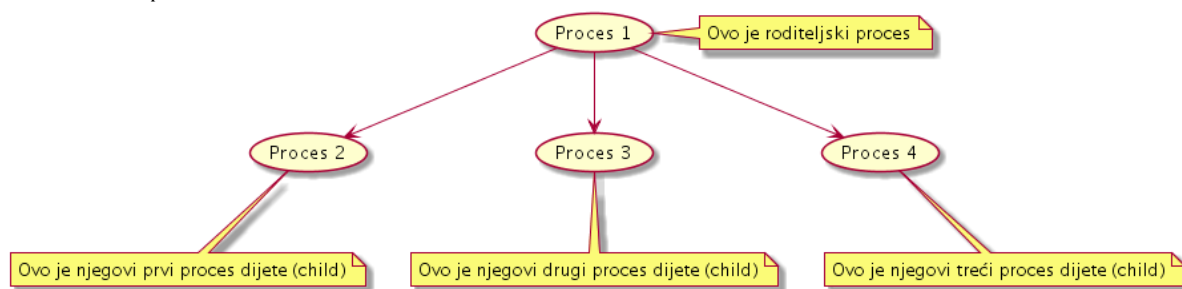 Proces 1
Ovo je roditeljski proces
Proces 2
Proces 3
Proces 4
Ovo je njegovi prvi proces dijete (child)
Ovo je njegovi drugi proces dijete (child)
Ovo je njegovi treći proces dijete (child)